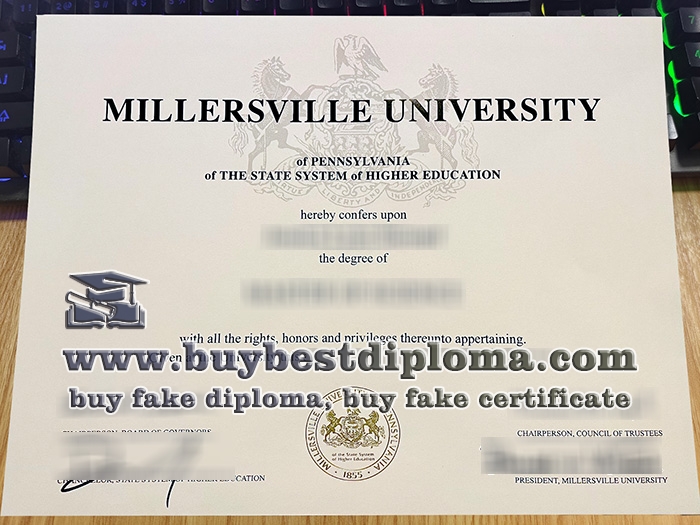 MILLERSVILLE UNIVERSITY
of PENNSYLVANIA
of THE STATE SYSTEM of HIGHER EDUCATION
hereby confers upon
the degree of
with all the rights, honors and privileges thereunto appertaining.
www.buybestdiploma.com
buy fake diploma, buy fake certificate
CHAIRPERSON, BOARD OF GOVERNORS
CHAIRPERSON, COUNCIL OF TRUSTEES
MILLERSVILLE UNIVERSITY PENNSYLVANIA
of the State System
of Higher Education
1855
CHANCELLOR, STATE SYSTEM OF HIGHER EDUCATION
PRESIDENT, MILLERSVILLE UNIVERSITY